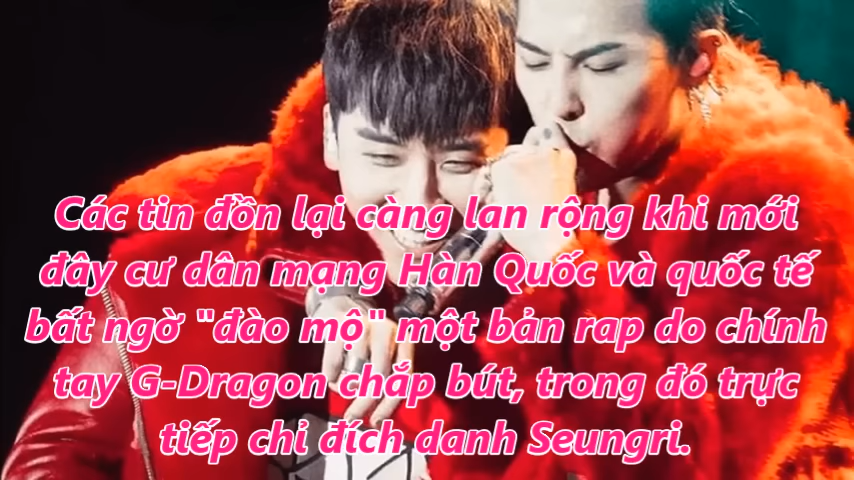 Các tin đồn lại càng lan rộng khi mới
đây cư dân mạng Hàn Quốc và quốc tế
bất ngờ "đào mộ" một bản rap do chính
tay G-Dragon chắp bút, trong đó trực
tiếp chỉ đích danh Seungri.